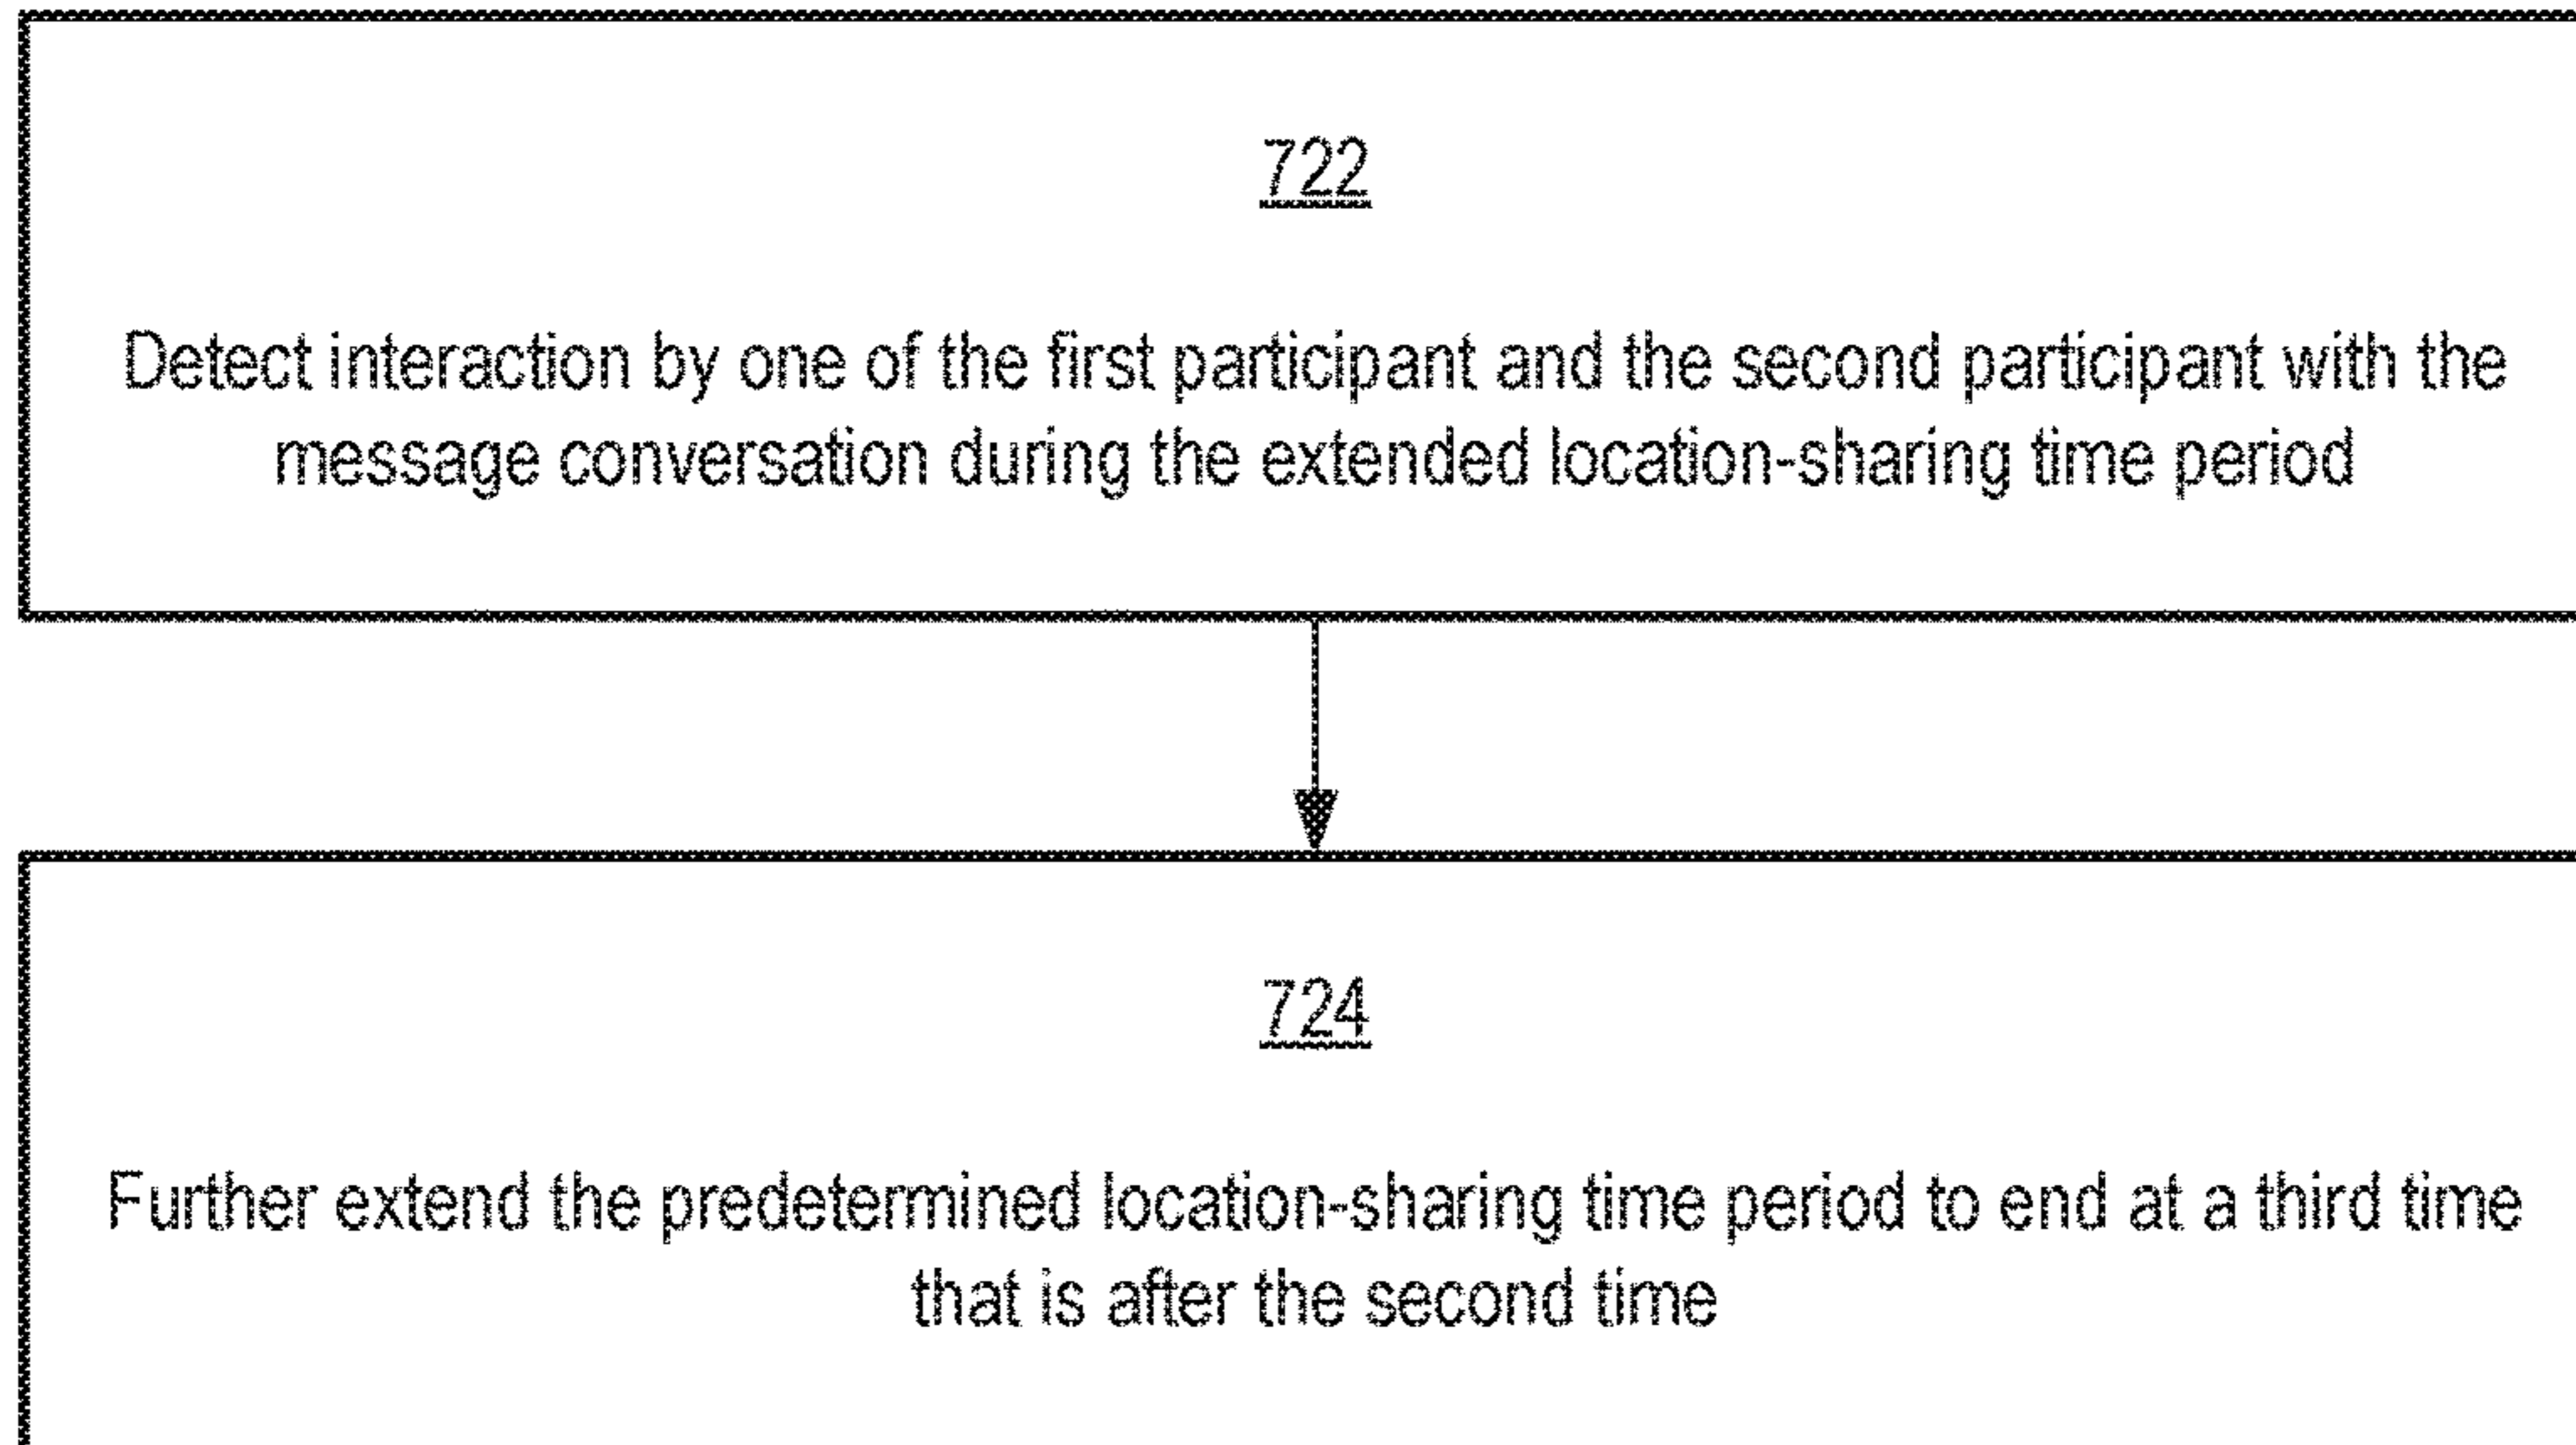 722
Detect interaction by one of the first participant and the second participant with the
message conversation during the extended location-sharing time period
724
Further extend the predetermined location-sharing time period to end at a third time
that is after the second time